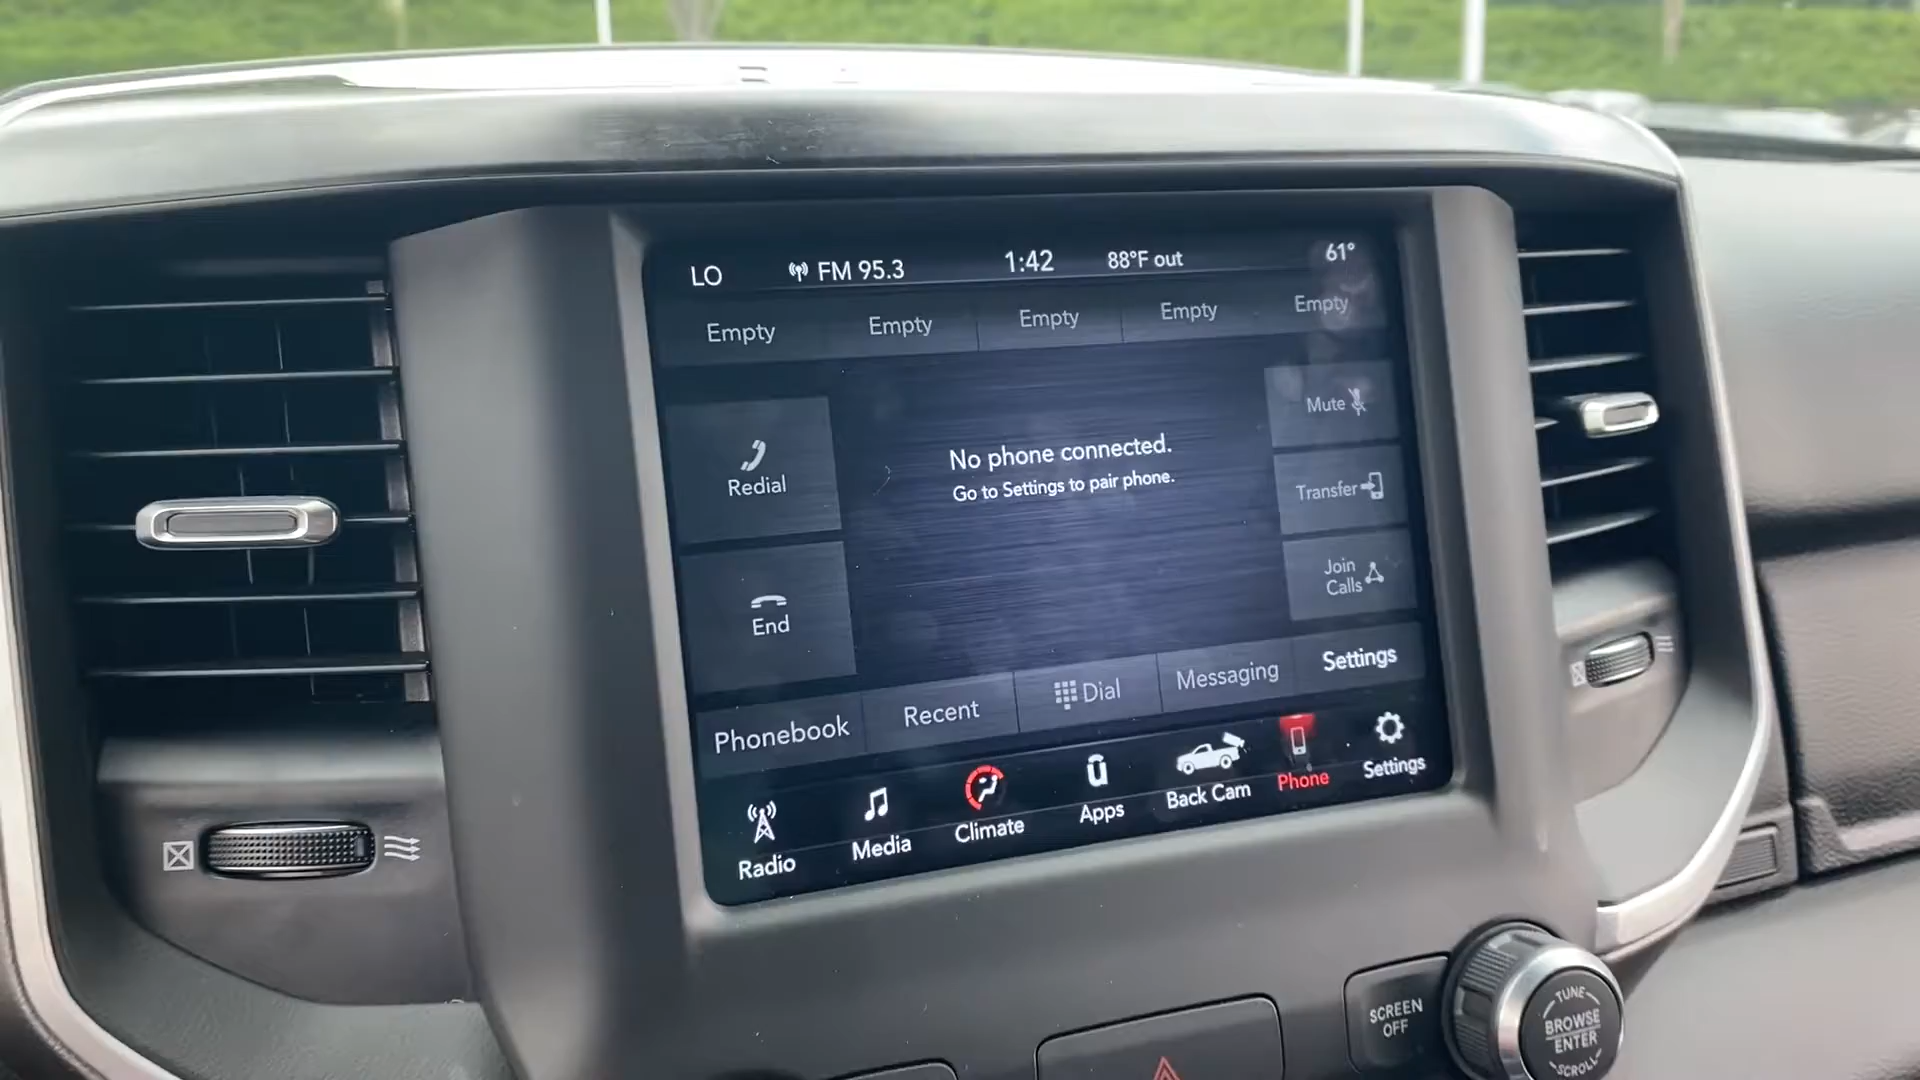 LO FM 95.3 1:42 88°F out 61°
Empty Empty Empty Empty Empty
Redial
No phone connected.
Go to Settings to pair phone.
Mute
Transfer
Join
Calls
End
Phonebook Recent Dial Messaging Settings
Radio Media Climate Apps Back Cam Phone Settings
SCREEN
OFF
TUNE
BROWSE
ENTER
SCROLL